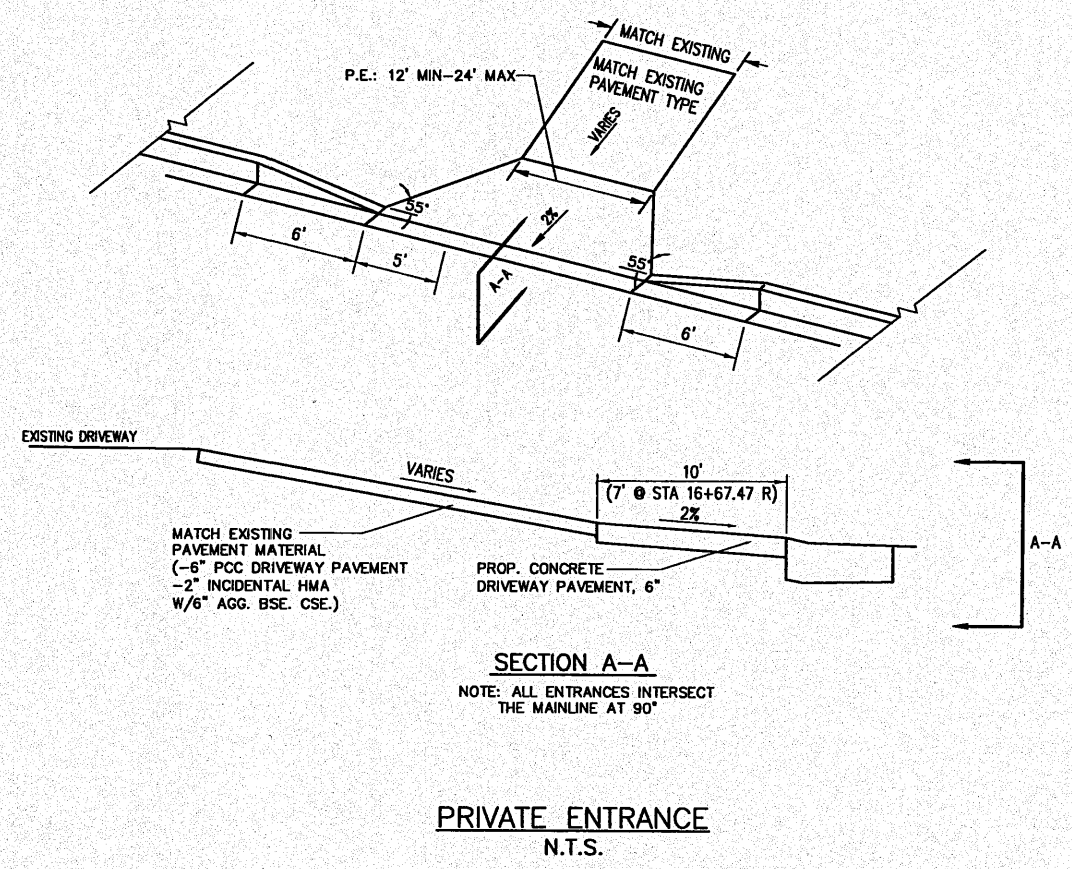 MATCH EXISTING
P.E.: 12' MIN-24' MAX
MATCH EXISTING
PAVEMENT TYPE
VARIES
55°
2%
6'
5'
A-A
55°
6'
EXISTING DRIVEWAY
VARIES
10'
(7' @ STA 16+67.47 R)
2%
MATCH EXISTING
PAVEMENT MATERIAL
(-6" PCC DRIVEWAY PAVEMENT
-2" INCIDENTAL HMA
W/6" AGG. BSE. CSE.)
PROP. CONCRETE
DRIVEWAY PAVEMENT, 6"
A-A
SECTION A-A
NOTE: ALL ENTRANCES INTERSECT
THE MAINLINE AT 90°
PRIVATE ENTRANCE
N.T.S.